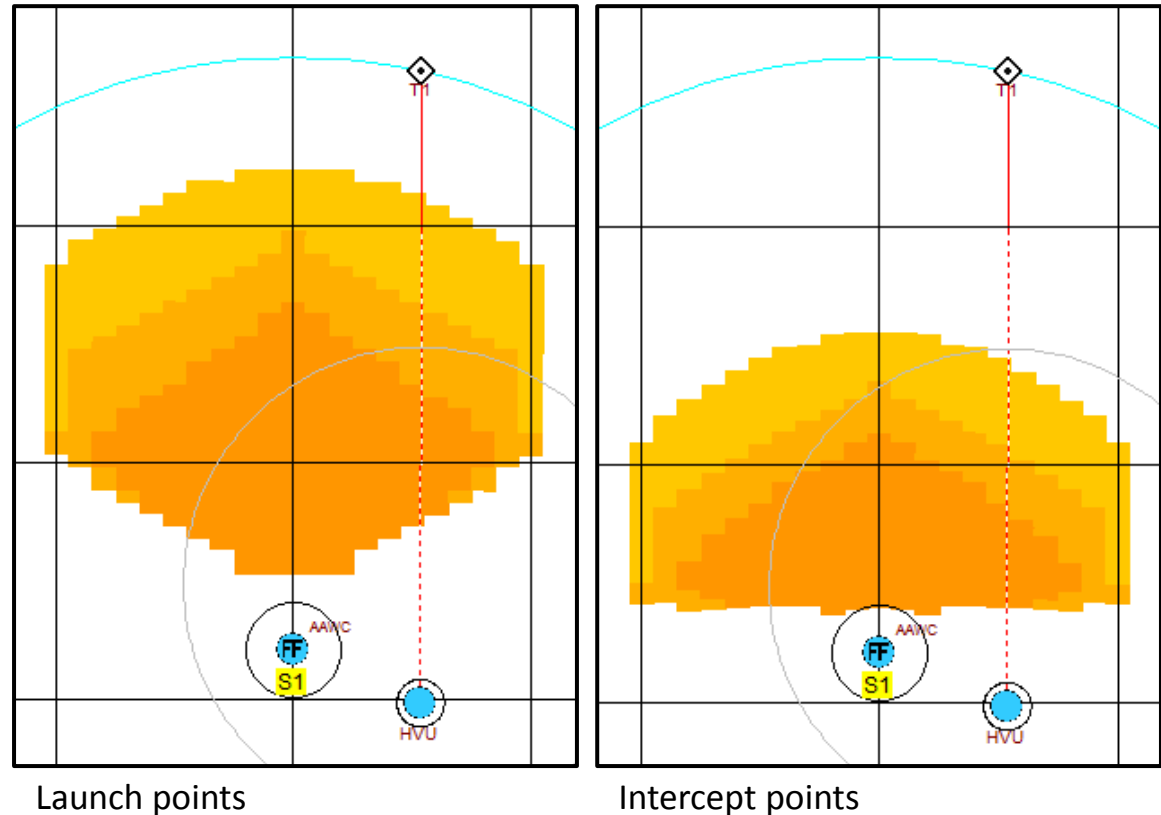 T1
AAWC
FF
S1
HVU
Launch points
T1
AAWC
FF
S1
HVU
Intercept points